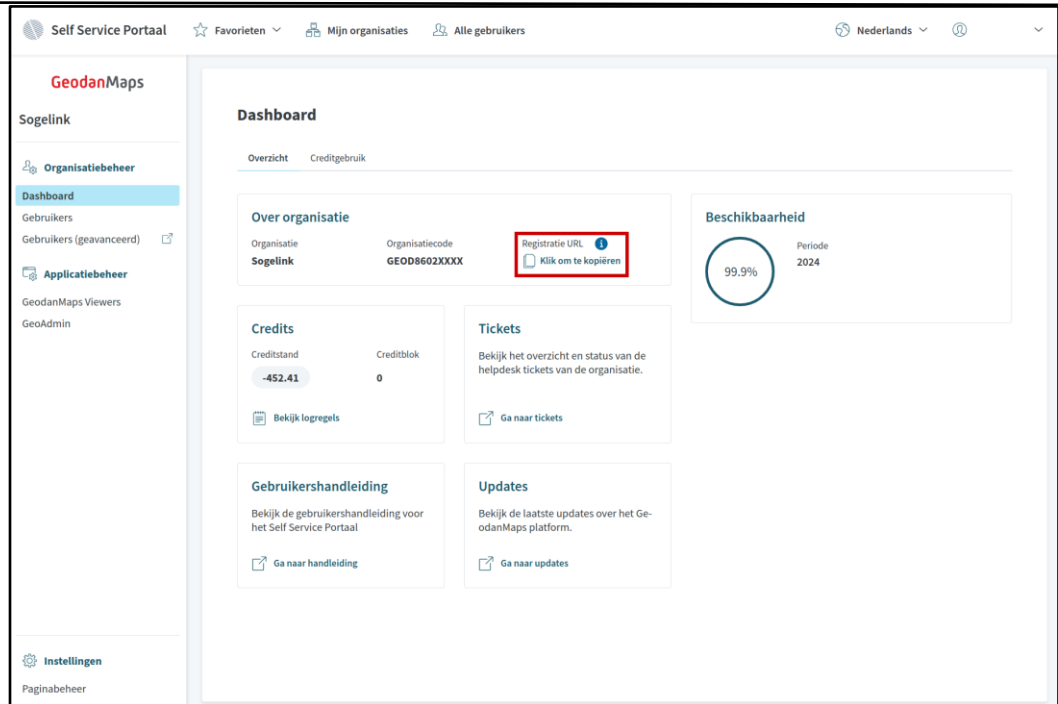 Self Service Portaal
Favorieten
Mijn organisaties
Alle gebruikers
Nederlands
GeodanMaps
Sogelink
Organisatiebeheer
Dashboard
Gebruikers
Gebruikers (geavanceerd)
Applicatiebeheer
GeodanMaps Viewers
GeoAdmin
Instellingen
Paginabeheer
Dashboard
Overzicht
Creditgebruik
Over organisatie
Organisatie
Sogelink
Organisatiecode
GEOD8602XXXX
Registratie URL
Klik om te kopiëren
Beschikbaarheid
99.9%
Periode
2024
Credits
Creditstand
-452.41
Creditblok
0
Bekijk logregels
Tickets
Bekijk het overzicht en status van de
helpdesk tickets van de organisatie.
Ga naar tickets
Gebruikershandleiding
Bekijk de gebruikershandleiding voor
het Self Service Portaal
Ga naar handleiding
Updates
Bekijk de laatste updates over het Ge-
odanMaps platform.
Ga naar updates